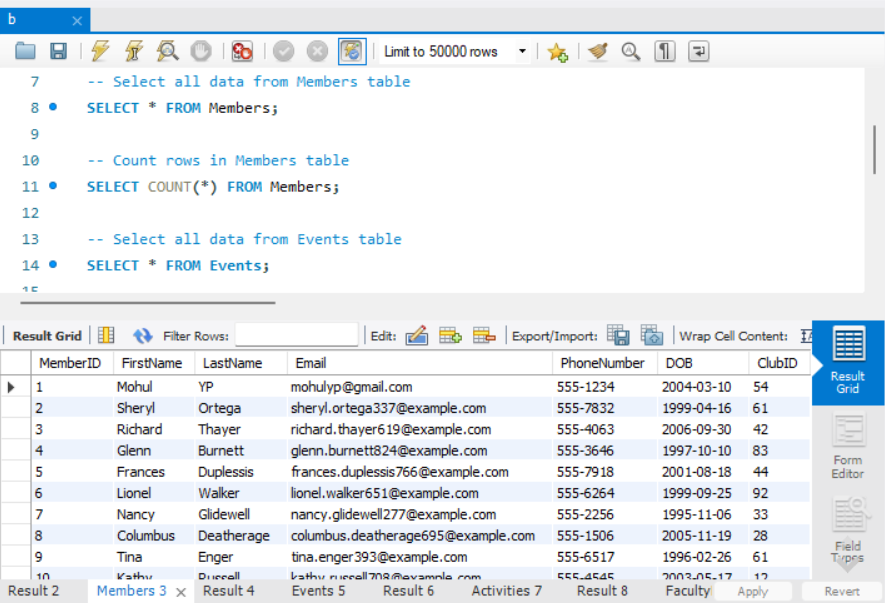 b
Limit to 50000 rows
7 -- Select all data from Members table
8 SELECT * FROM Members;
9
10 -- Count rows in Members table
11 SELECT COUNT(*) FROM Members;
12
13 -- Select all data from Events table
14 SELECT * FROM Events;
15
Result Grid Filter Rows: Edit: Export/Import: Wrap Cell Content:
MemberID FirstName LastName Email PhoneNumber DOB ClubID
1 Mohul YP mohulyp@gmail.com 555-1234 2004-03-10 54
2 Sheryl Ortega sheryl.ortega337@example.com 555-7832 1999-04-16 61
3 Richard Thayer richard.thayer619@example.com 555-4063 2006-09-30 42
4 Glenn Burnett glenn.burnett824@example.com 555-3646 1997-10-10 83
5 Frances Duplessis frances.duplessis766@example.com 555-7918 2001-08-18 44
6 Lionel Walker lionel.walker651@example.com 555-6264 1999-09-25 92
7 Nancy Glidewell nancy.glidewell277@example.com 555-2256 1995-11-06 33
8 Columbus Deatherage columbus.deatherage695@example.com 555-1506 2005-11-19 28
9 Tina Enger tina.enger393@example.com 555-6517 1996-02-26 61
10 Kathy Russell kathy.russell708@example.com 555-4545 2003-05-17 12
Result
Grid
Form
Editor
Field
Types
Result 2 Members 3 Result 4 Events 5 Result 6 Activities 7 Result 8 Faculty Apply Revert